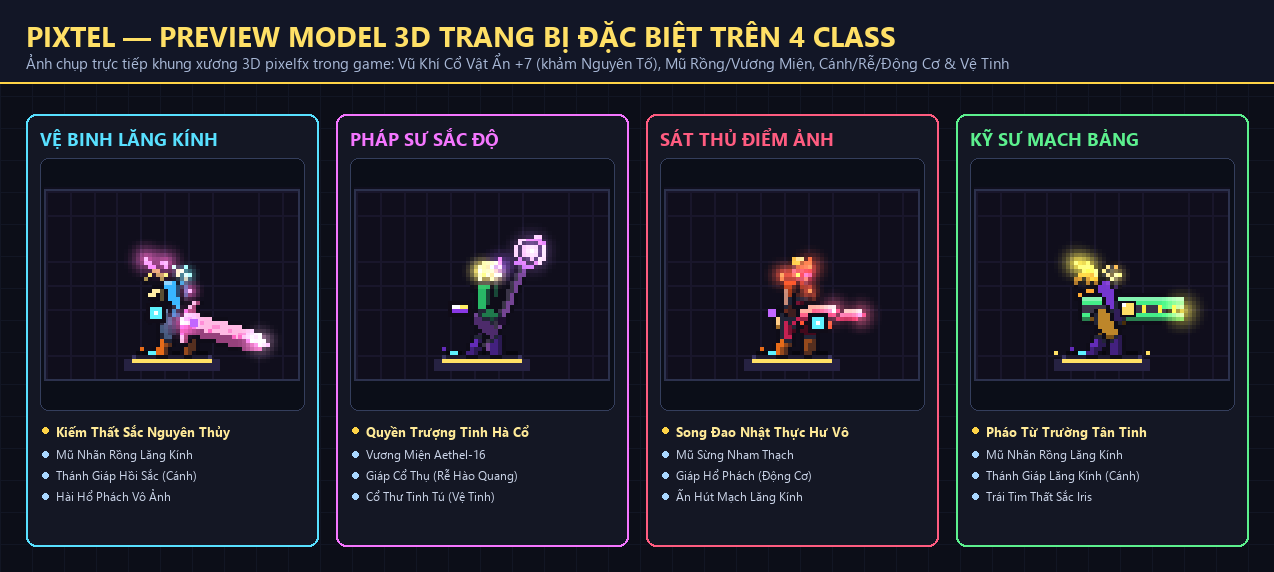 PIXTEL — PREVIEW MODEL 3D TRANG BỊ ĐẶC BIỆT TRÊN 4 CLASS
Ảnh chụp trực tiếp khung xương 3D pixelfx trong game: Vũ Khí Cổ Vật Ẩn +7 (khảm Nguyên Tố), Mũ Rồng/Vương Miện, Cánh/Rễ/Động Cơ & Vệ Tinh
VỆ BINH LĂNG KÍNH
Kiếm Thất Sắc Nguyên Thủy
Mũ Nhãn Rồng Lăng Kính
Thánh Giáp Hồi Sắc (Cánh)
Hài Hổ Phách Vô Ảnh
PHÁP SƯ SẮC ĐỘ
Quyền Trượng Tinh Hà Cổ
Vương Miện Aethel-16
Giáp Cổ Thụ (Rễ Hào Quang)
Cổ Thư Tinh Tú (Vệ Tinh)
SÁT THỦ ĐIỂM ẢNH
Song Đao Nhật Thực Hư Vô
Mũ Sừng Nham Thạch
Giáp Hổ Phách (Động Cơ)
Ấn Hút Mạch Lăng Kính
KỸ SƯ MẠCH BẢNG
Pháo Từ Trường Tân Tinh
Mũ Nhãn Rồng Lăng Kính
Thánh Giáp Lăng Kính (Cánh)
Trái Tim Thất Sắc Iris